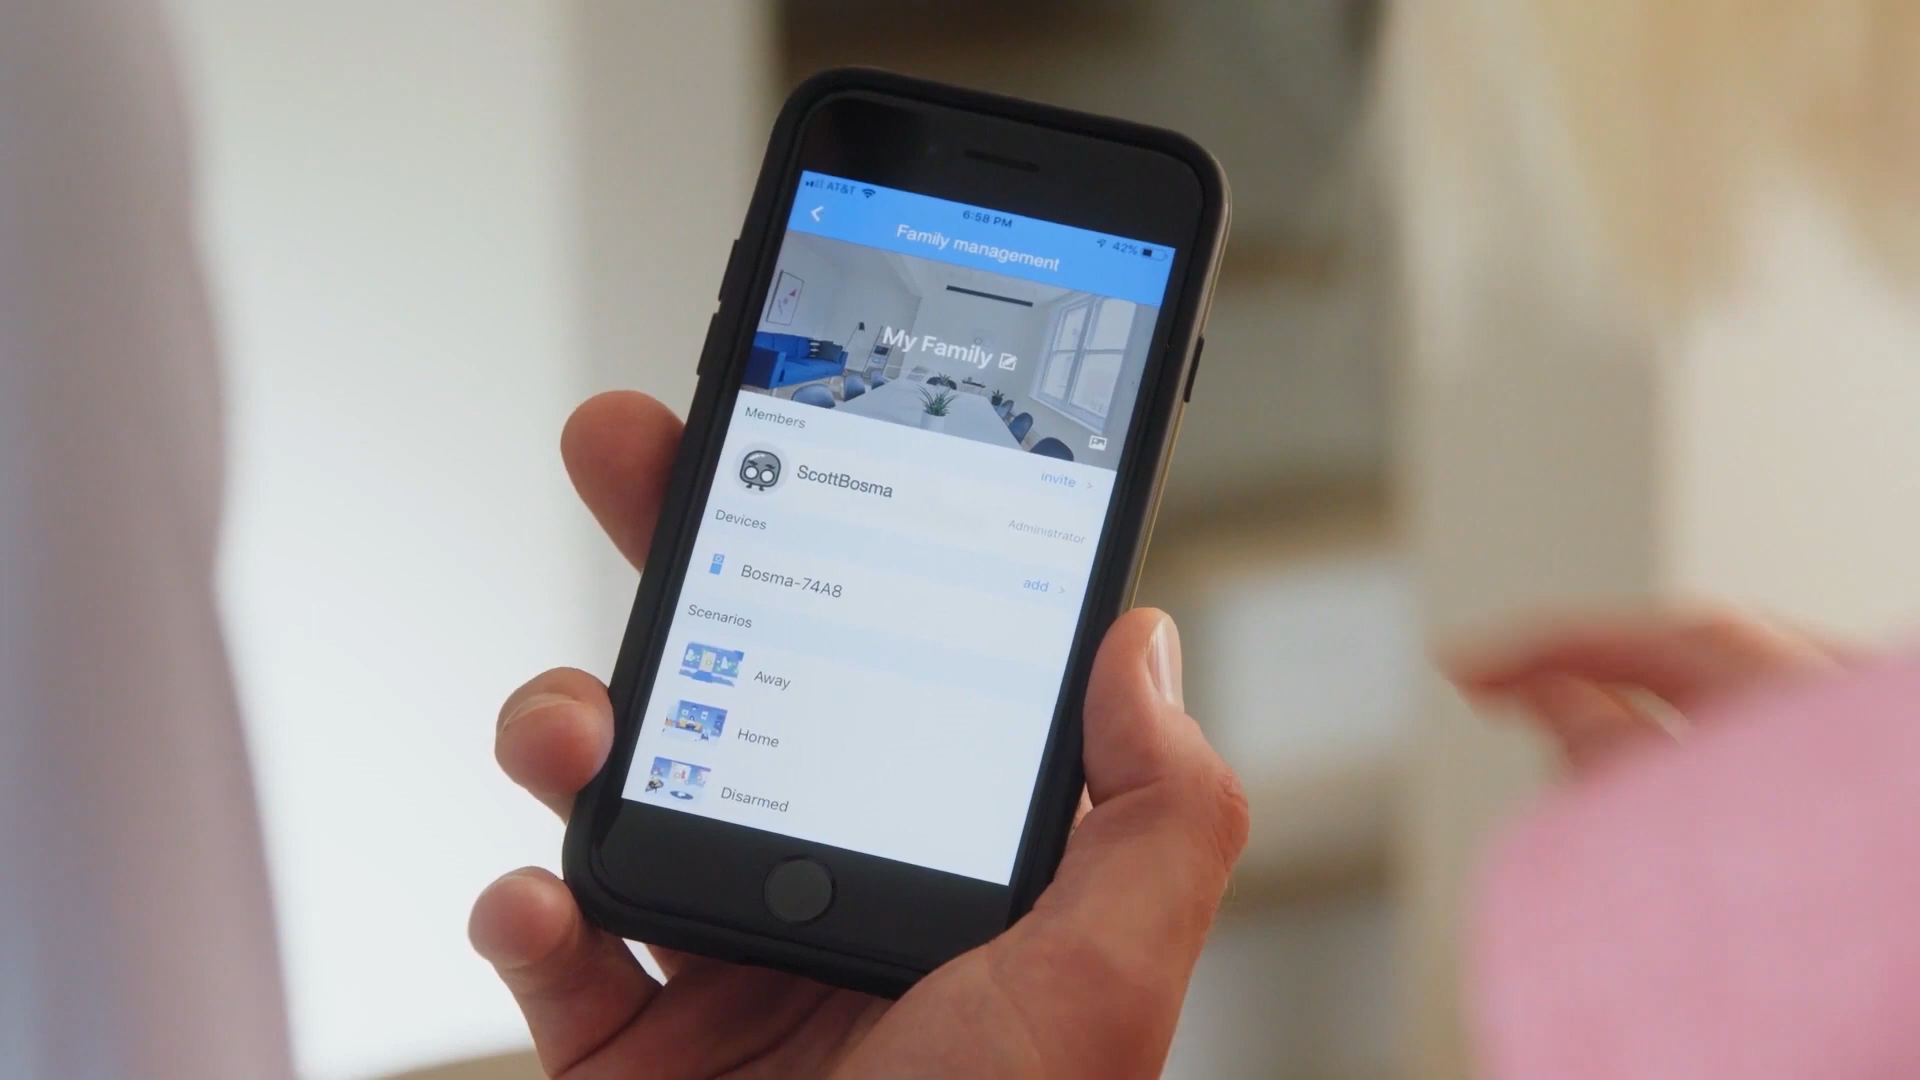 AT&T
6:58 PM
42%
Family management
My Family
Members
invite >
ScottBosma
Administrator
Devices
add >
Bosma-74A8
Scenarios
Away
Home
Disarmed